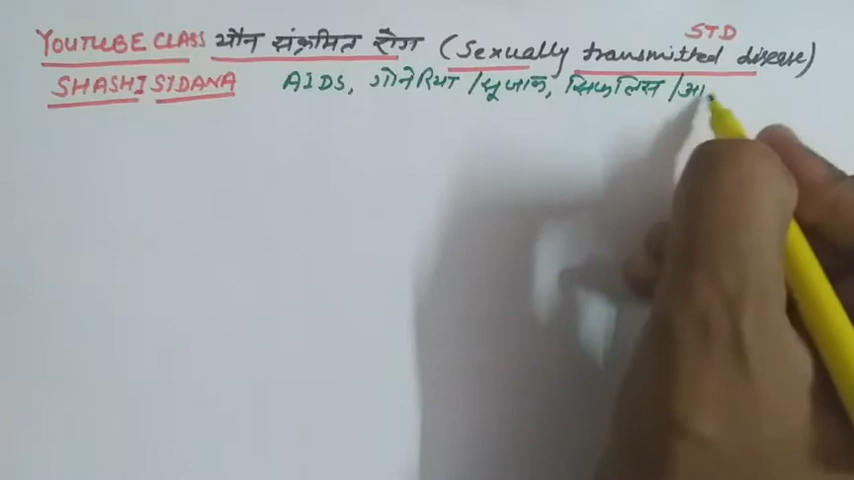 STD
YOUTUBE CLASS यौन संक्रमित रोग (Sexually transmitted disease)
SHASHI SIDANA AIDS, गोनेरिया / सूजाक, सिफलिस / आ